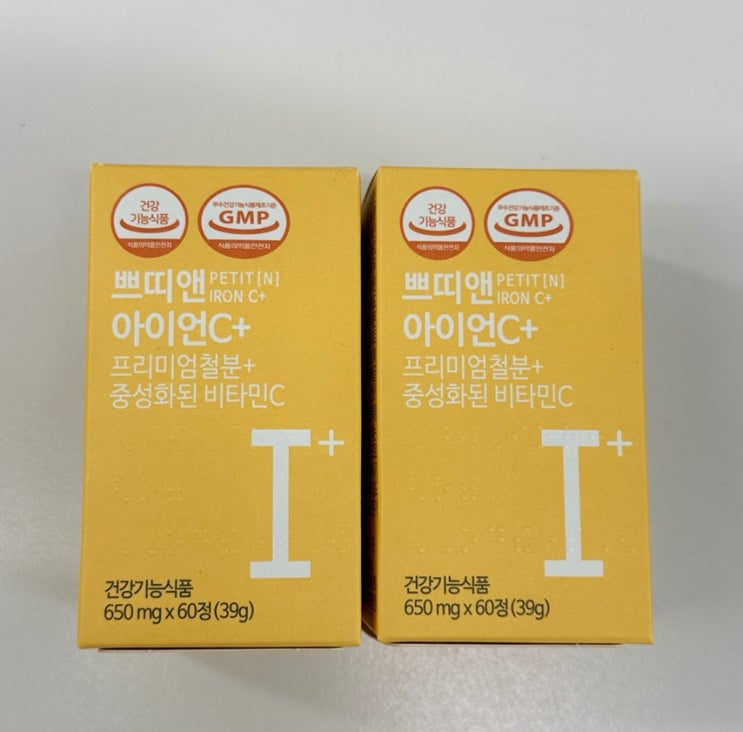 건강
기능식품
식품의약품안전처
우수건강기능식품제조기준
GMP
식품의약품안전처
쁘띠앤 PETIT[N]
IRON C+
아이언C+
프리미엄철분+
중성화된 비타민C
I+
건강기능식품
650 mg x 60정(39g)
건강
기능식품
식품의약품안전처
우수건강기능식품제조기준
GMP
식품의약품안전처
쁘띠앤 PETIT[N]
IRON C+
아이언C+
프리미엄철분+
중성화된 비타민C
I+
건강기능식품
650 mg x 60정(39g)